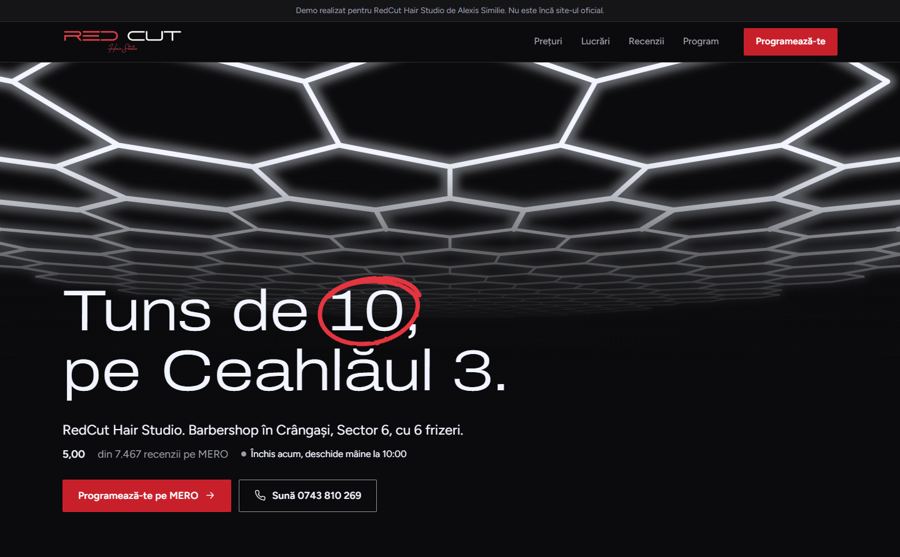 Demo realizat pentru RedCut Hair Studio de Alexis Similie. Nu este încă site-ul oficial.
RED CUT
Hair Studio
Prețuri Lucrări Recenzii Program Programează-te
Tuns de 10,
pe Ceahlăul 3.
RedCut Hair Studio. Barbershop în Crângași, Sector 6, cu 6 frizeri.
5,00 din 7.467 recenzii pe MERO Închis acum, deschide mâine la 10:00
Programează-te pe MERO → Sună 0743 810 269